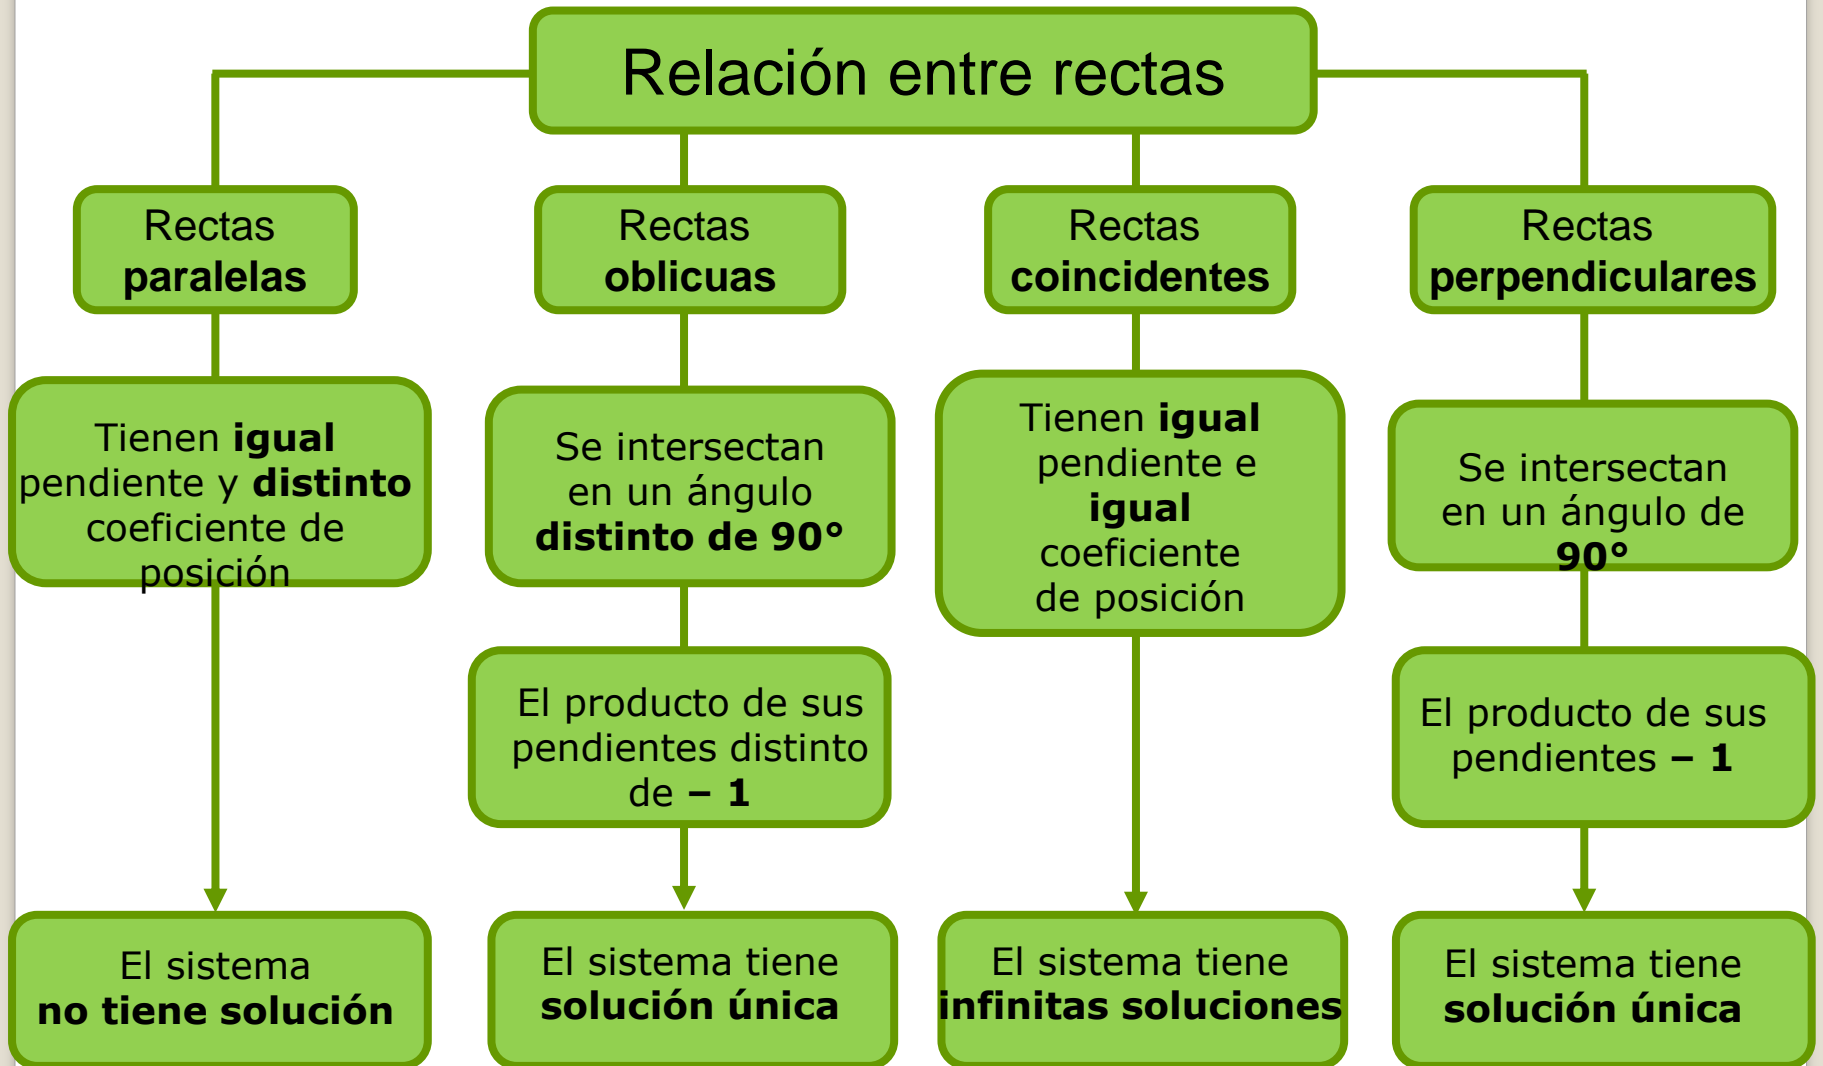 Relación entre rectas
Rectas
paralelas
Rectas
oblicuas
Rectas
coincidentes
Rectas
perpendiculares
Tienen igual
pendiente y distinto
coeficiente de
posición
Se intersectan
en un ángulo
distinto de 90°
Tienen igual
pendiente e
igual
coeficiente
de posición
Se intersectan
en un ángulo de
90°
El producto de sus
pendientes distinto
de – 1
El producto de sus
pendientes – 1
El sistema
no tiene solución
El sistema tiene
solución única
El sistema tiene
infinitas soluciones
El sistema tiene
solución única